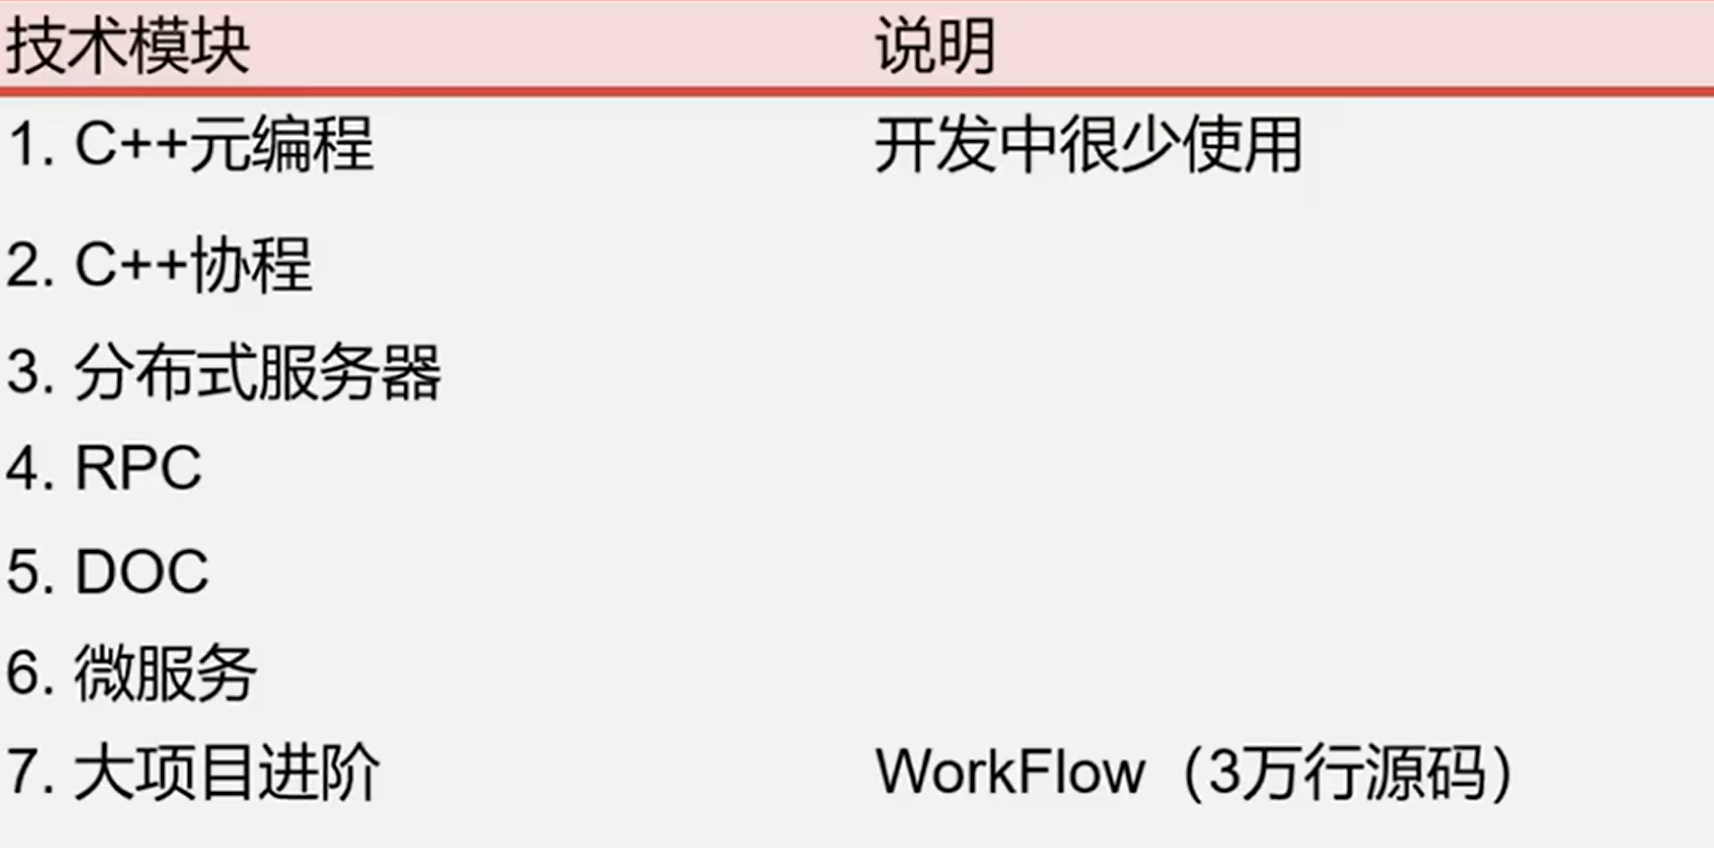 技术模块 说明
1. C++元编程 开发中很少使用
2. C++协程
3. 分布式服务器
4. RPC
5. DOC
6. 微服务
7. 大项目进阶 WorkFlow（3万行源码）